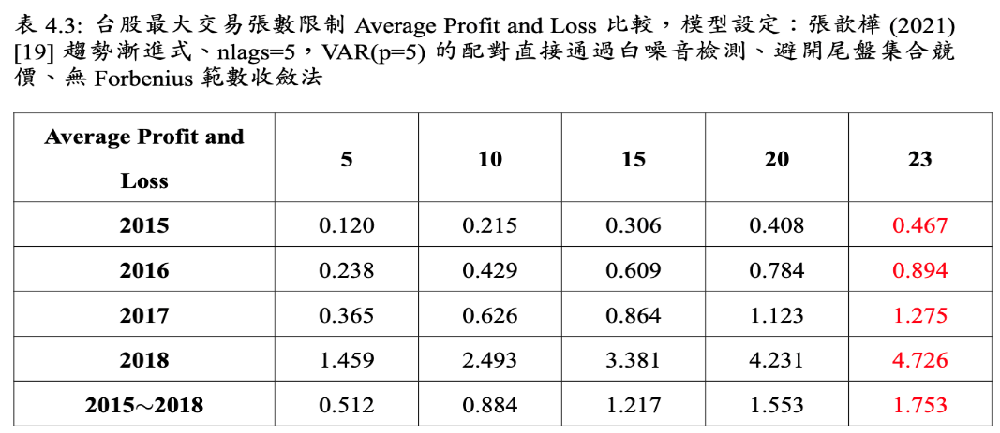 表 4.3: 台股最大交易張數限制 Average Profit and Loss 比較，模型設定：張歆樺 (2021)
[19] 趨勢漸進式、nlags=5，VAR(p=5) 的配對直接通過白噪音檢測、避開尾盤集合競
價、無 Forbenius 範數收斂法
Average Profit and
Loss 5 10 15 20 23
2015 0.120 0.215 0.306 0.408 0.467
2016 0.238 0.429 0.609 0.784 0.894
2017 0.365 0.626 0.864 1.123 1.275
2018 1.459 2.493 3.381 4.231 4.726
2015~2018 0.512 0.884 1.217 1.553 1.753